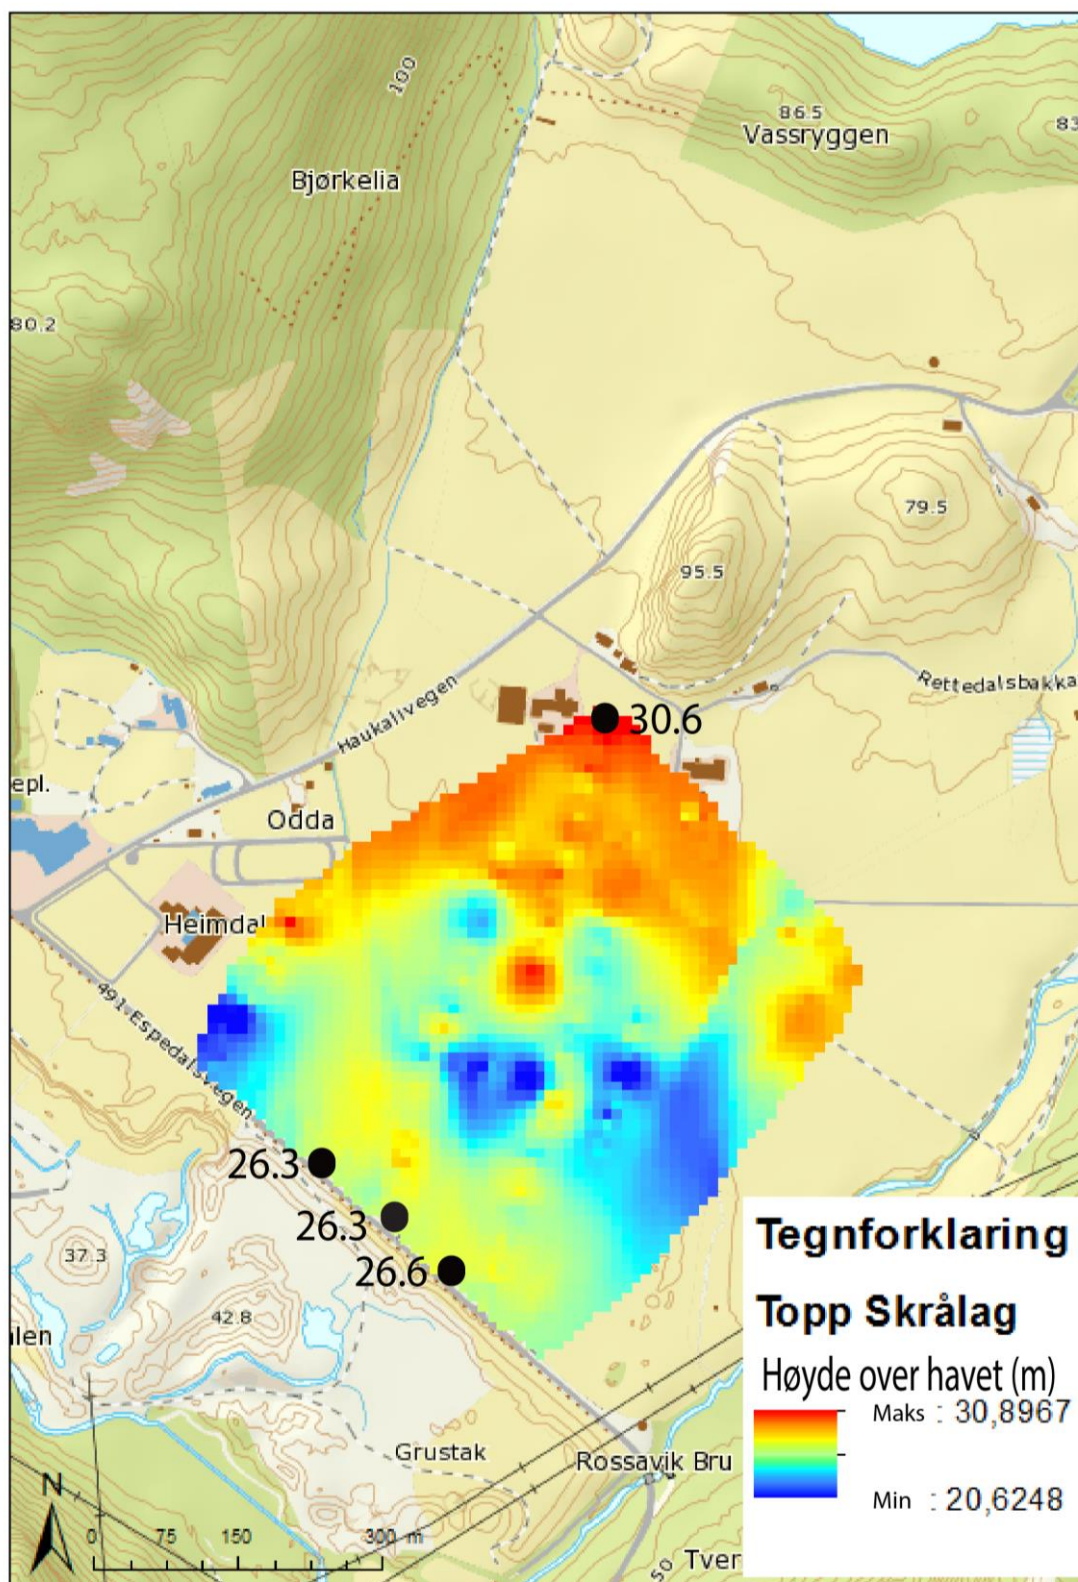 100
86.5
Vassryggen
83
Bjørkelia
80.2
79.5
95.5
Rettedalsbakka
Haukalivegen
30.6
epl.
Odda
Heimdal
491 Espedalsvegen
26.3
26.3
26.6
37.3
42.8
ilen
Grustak
Rossavik Bru
50
Tver
N
0 75 150 300 m
Tegnforklaring
Topp Skrålag
Høyde over havet (m)
Maks : 30,8967
Min : 20,6248